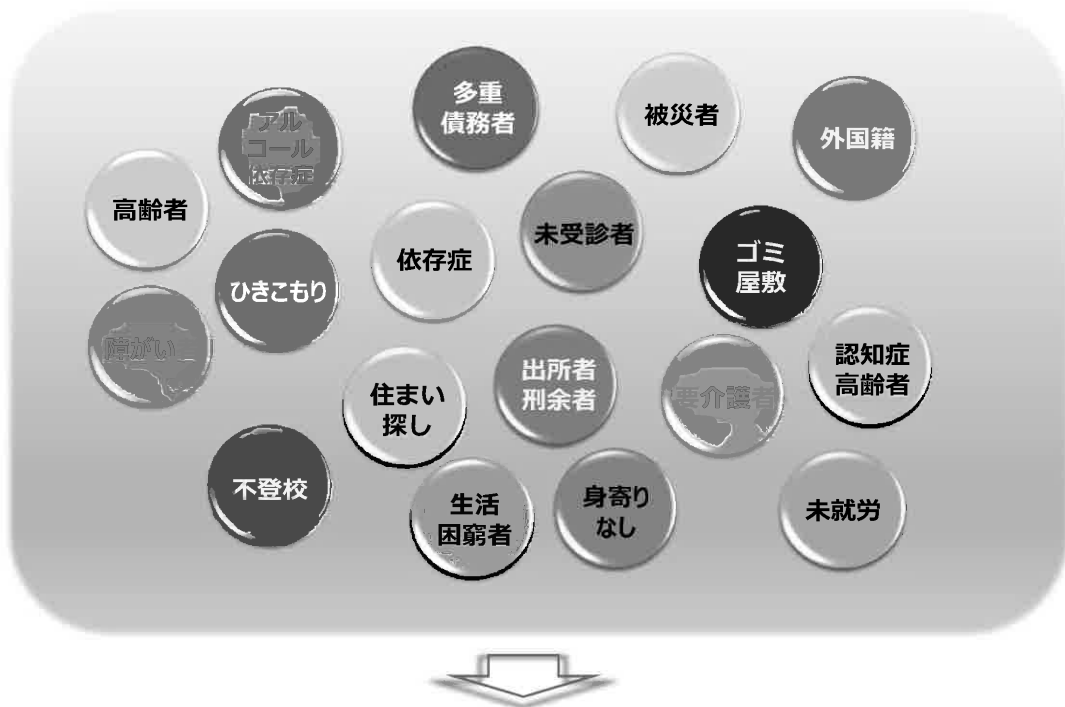 多重
債務者
被災者
外国籍
アル
コール
依存症
高齢者
依存症
未受診者
ゴミ
屋敷
ひきこもり
障がい
出所者
刑余者
要介護者
認知症
高齢者
住まい
探し
不登校
生活
困窮者
身寄り
なし
未就労